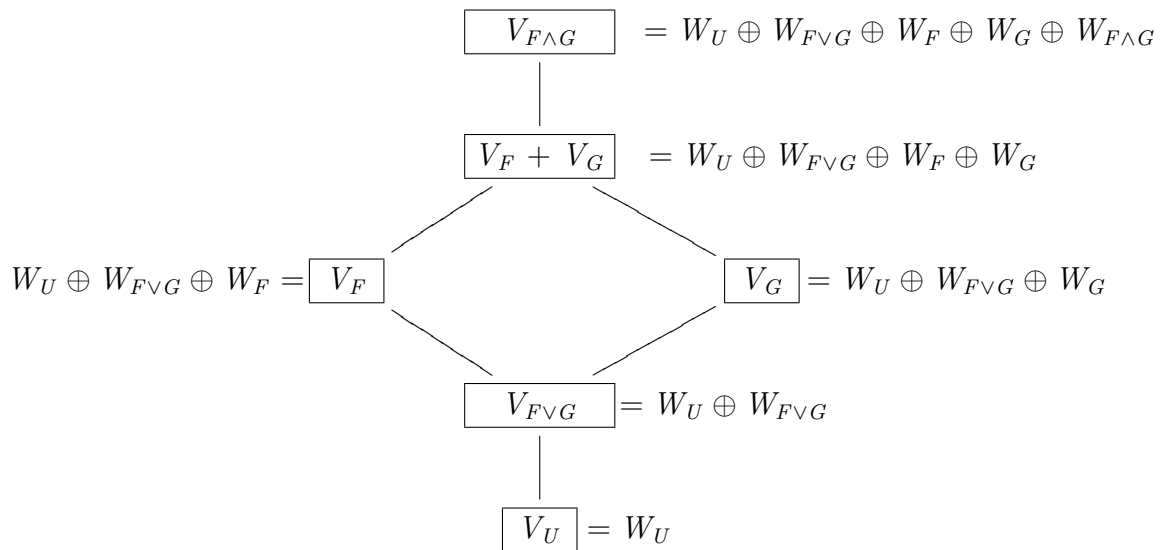 V_{F∧G} = W_U ⊕ W_{F∨G} ⊕ W_F ⊕ W_G ⊕ W_{F∧G}
V_F + V_G = W_U ⊕ W_{F∨G} ⊕ W_F ⊕ W_G
W_U ⊕ W_{F∨G} ⊕ W_F = V_F V_G = W_U ⊕ W_{F∨G} ⊕ W_G
V_{F∨G} = W_U ⊕ W_{F∨G}
V_U = W_U